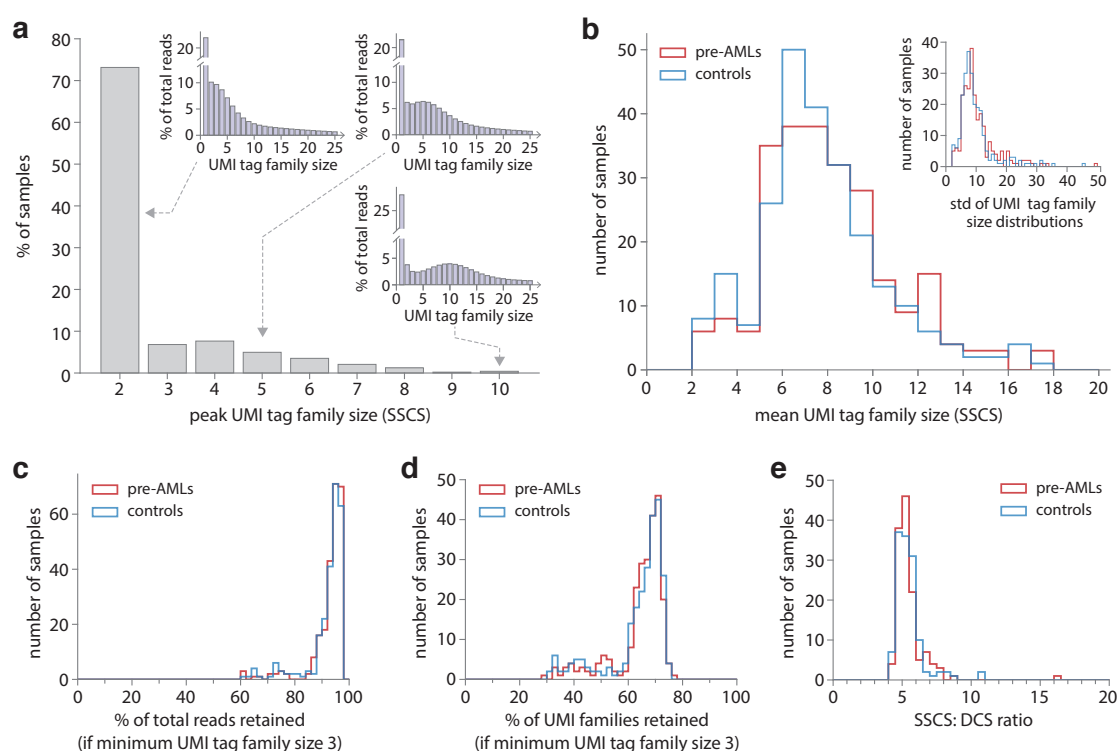 a
% of samples
80
70
60
50
40
30
20
10
0
2 3 4 5 6 7 8 9 10
peak UMI tag family size (SSCS)
% of total reads
20
10
5
0
0 5 10 15 20 25
UMI tag family size
% of total reads
20
10
5
0
0 5 10 15 20 25
UMI tag family size
% of total reads
25
5
0
0 5 10 15 20 25
UMI tag family size
b
number of samples
50
40
30
20
10
0
0 2 4 6 8 10 12 14 16 18 20
mean UMI tag family size (SSCS)
pre-AMLs
controls
number of samples
40
30
20
10
0
0 10 20 30 40 50
std of UMI tag family
size distributions
c
number of samples
60
40
20
0
0 20 40 60 80 100
% of total reads retained
(if minimum UMI tag family size 3)
pre-AMLs
controls
d
number of samples
50
40
30
20
10
0
0 20 40 60 80 100
% of UMI families retained
(if minimum UMI tag family size 3)
pre-AMLs
controls
e
number of samples
50
40
30
20
10
0
0 5 10 15 20
SSCS: DCS ratio
pre-AMLs
controls